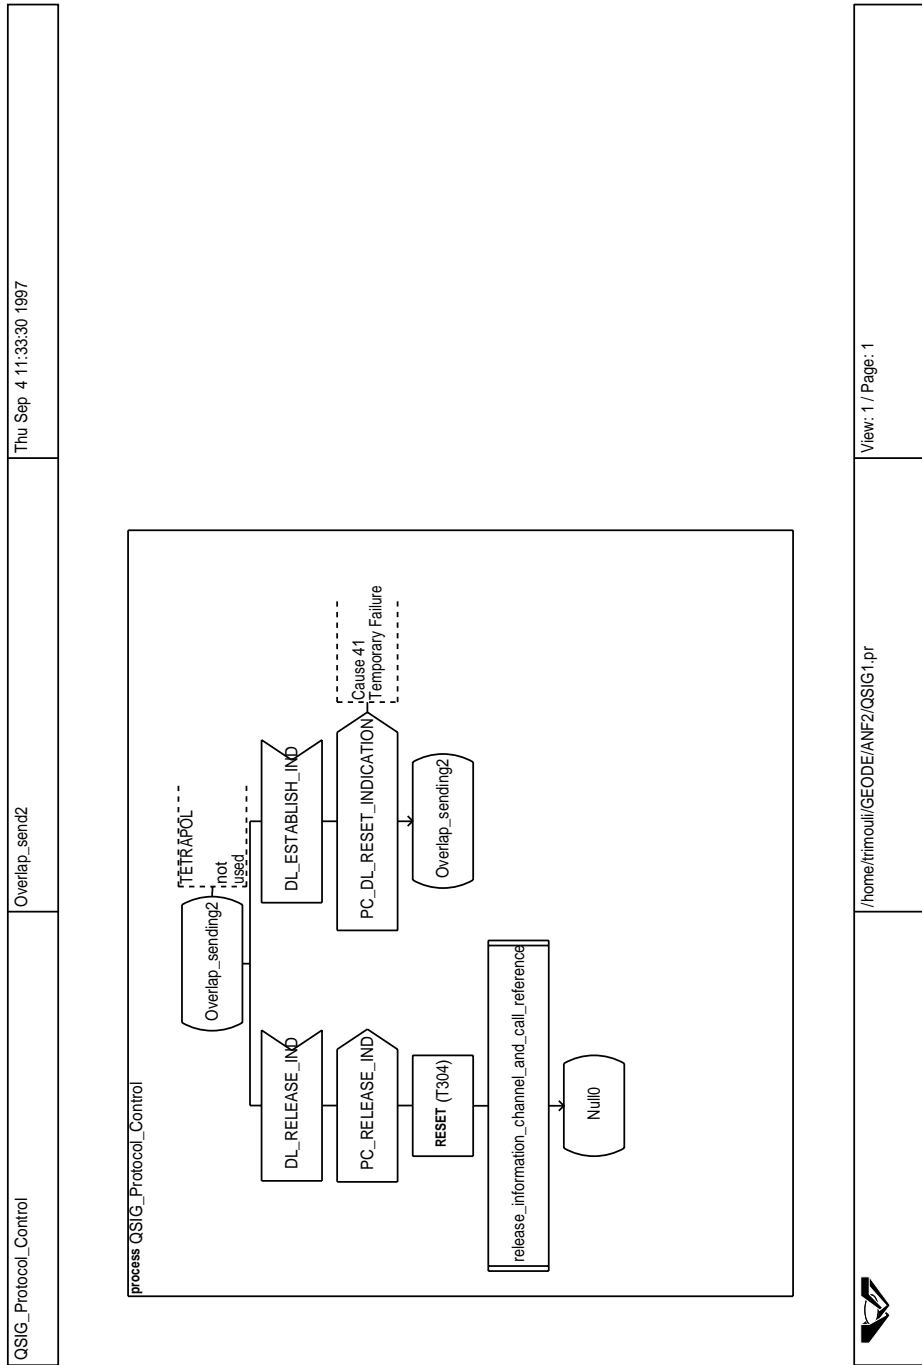 QSIG_Protocol_Control
Overlap_send2
Thu Sep 4 11:33:30 1997
process QSIG_Protocol_Control
Overlap_sending2
TETRAPOL
not
used
DL_RELEASE_IND
DL_ESTABLISH_IND
PC_RELEASE_IND
PC_DL_RESET_INDICATION
Cause 41
Temporary Failure
RESET (T304)
Overlap_sending2
release_information_channel_and_call_reference
Null0
/home/trimouli/GEODE/ANF2/QSIG1.pr
View: 1 / Page: 1